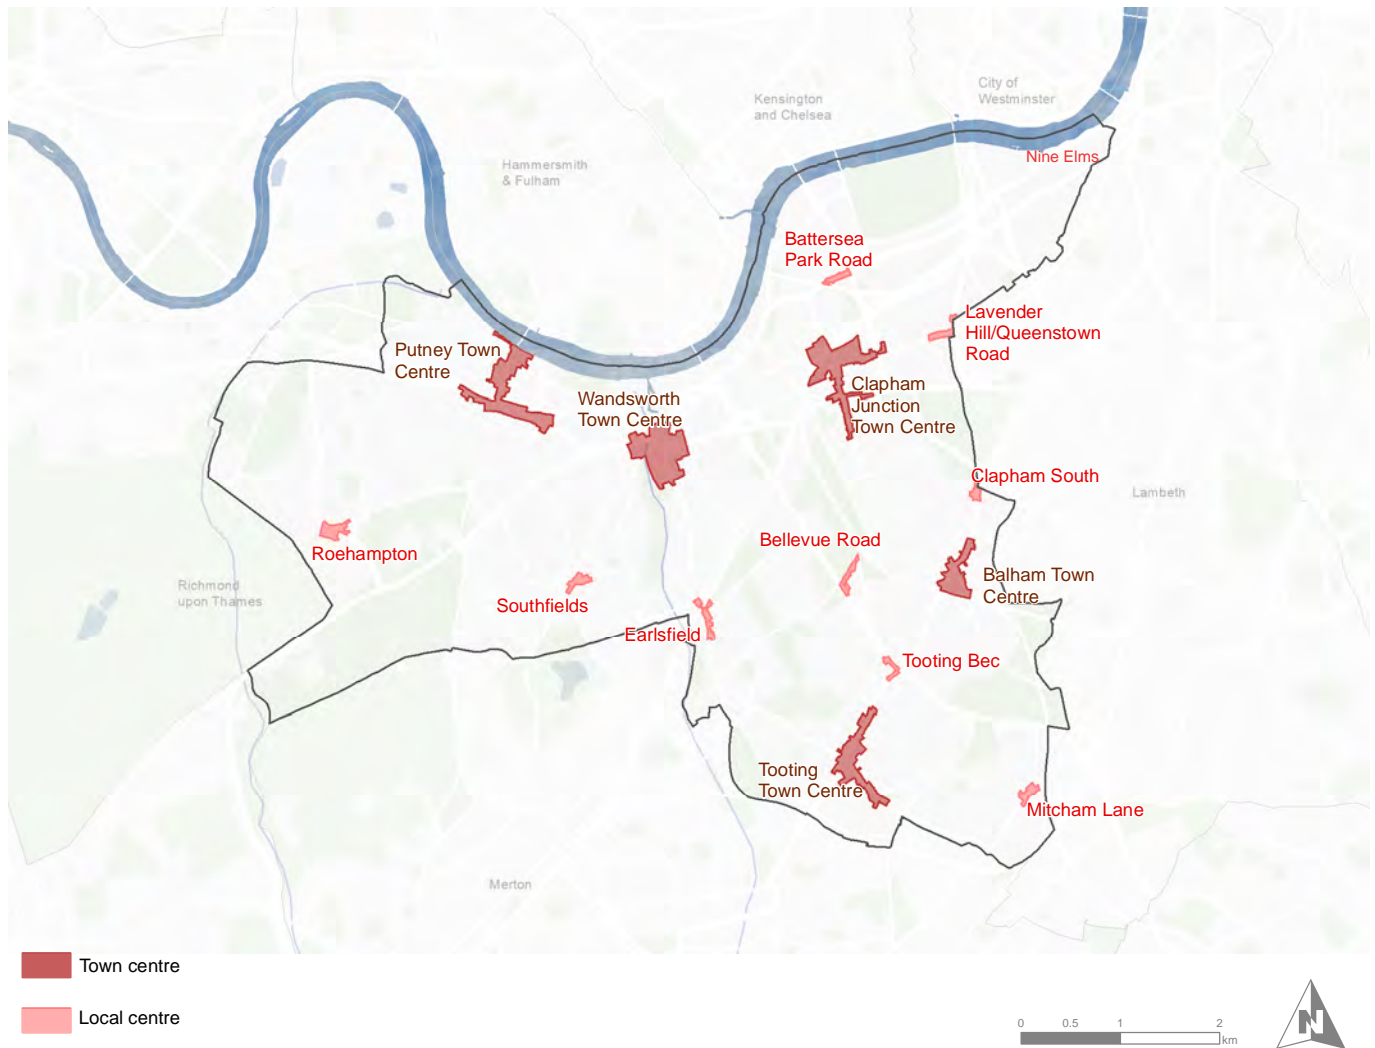 City of
Westminster
Kensington
and Chelsea
Nine Elms
Hammersmith
& Fulham
Battersea
Park Road
Lavender
Hill/Queenstown
Road
Putney Town
Centre
Wandsworth
Town Centre
Clapham
Junction
Town Centre
Clapham South
Lambeth
Roehampton
Bellevue Road
Richmond
upon Thames
Southfields
Balham Town
Centre
Earlsfield
Tooting Bec
Tooting
Town Centre
Mitcham Lane
Merton
Town centre
Local centre
0 0.5 1 2
km
N